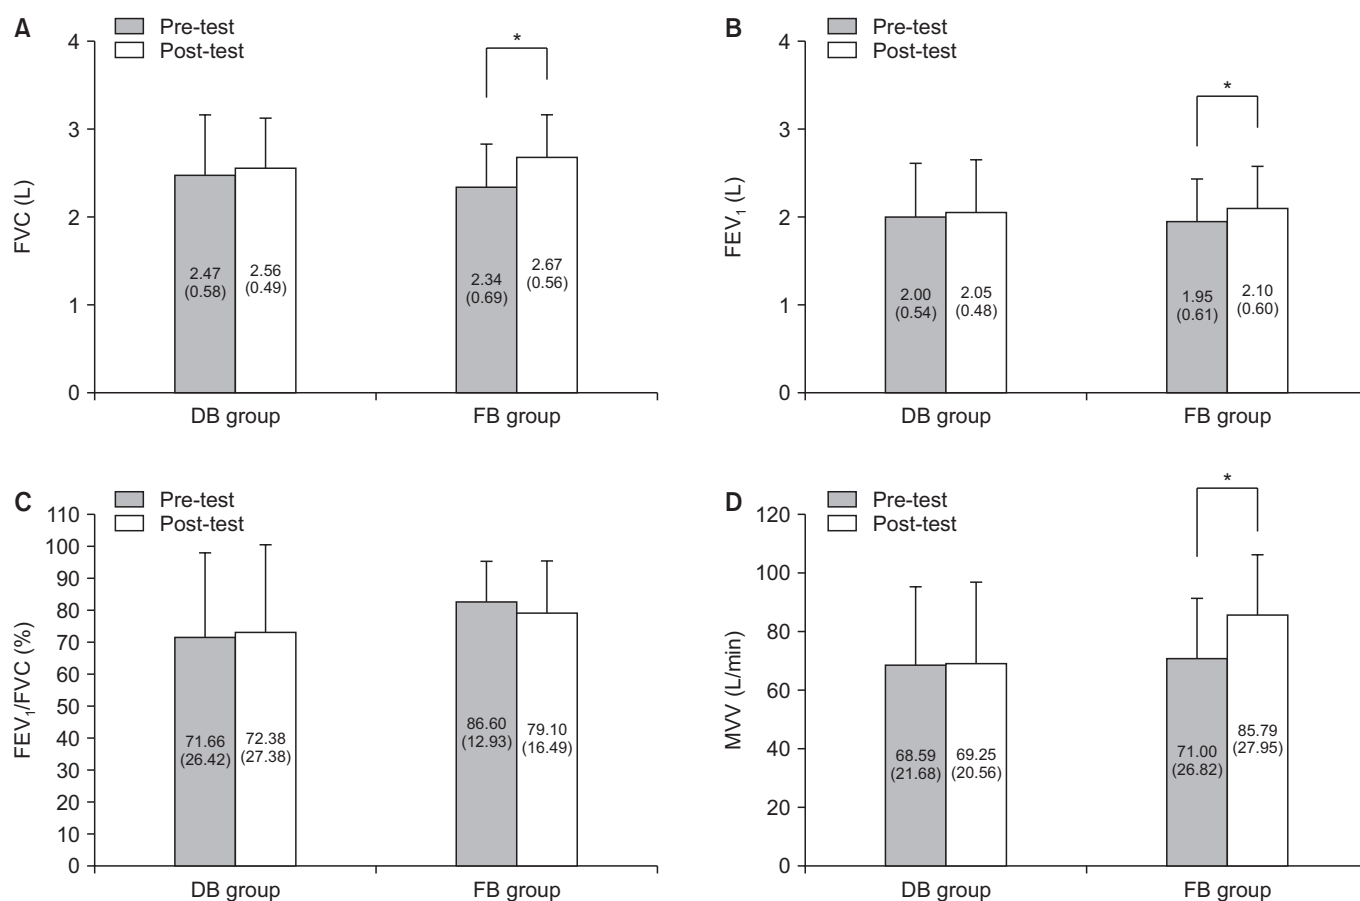 A
Pre-test
Post-test
*
4
3
2
1
0
FVC (L)
2.47
(0.58)
2.56
(0.49)
2.34
(0.69)
2.67
(0.56)
DB group
FB group
B
Pre-test
Post-test
*
4
3
2
1
0
FEV₁ (L)
2.00
(0.54)
2.05
(0.48)
1.95
(0.61)
2.10
(0.60)
DB group
FB group
C
Pre-test
Post-test
110
100
90
80
70
60
50
40
30
20
10
0
FEV₁/FVC (%)
71.66
(26.42)
72.38
(27.38)
86.60
(12.93)
79.10
(16.49)
DB group
FB group
D
Pre-test
Post-test
*
120
100
80
60
40
20
0
MVV (L/min)
68.59
(21.68)
69.25
(20.56)
71.00
(26.82)
85.79
(27.95)
DB group
FB group